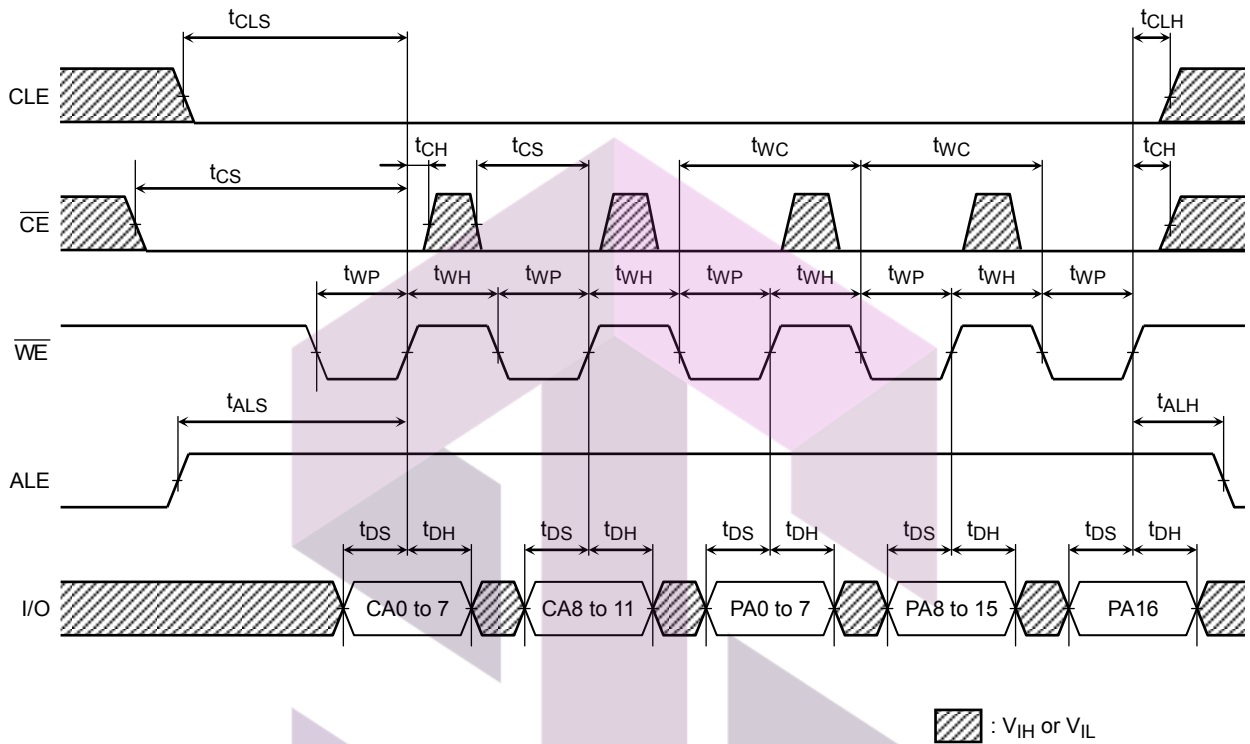 tCLS tCLH
CLE
tCH tCS tWC tWC tCH
tCS
CE
tWP tWH tWP tWH tWP tWH tWP tWH tWP
WE
tALS tALH
ALE
tDS tDH tDS tDH tDS tDH tDS tDH tDS tDH
I/O CA0 to 7 CA8 to 11 PA0 to 7 PA8 to 15 PA16
: VIH or VIL